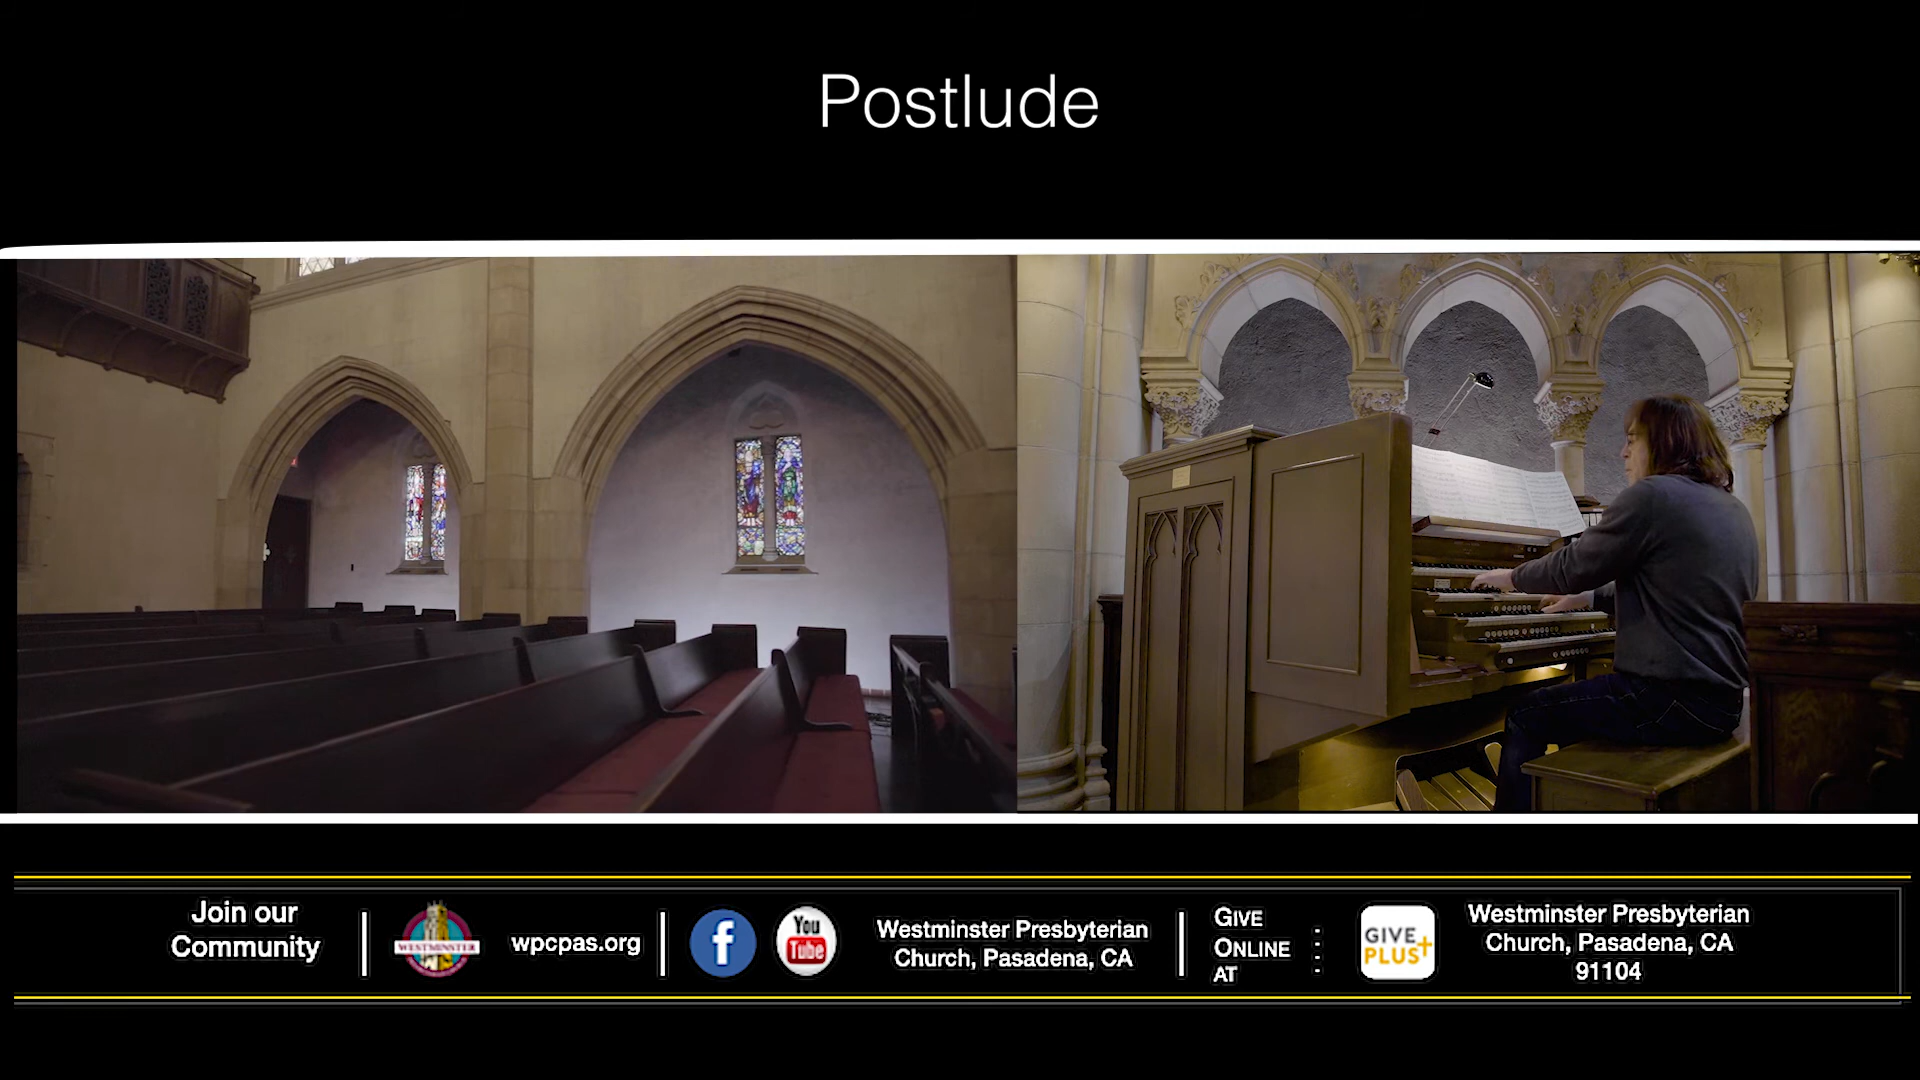 Postlude
Join our
Community
WESTMINSTER
wpcpas.org
f
You
Tube
Westminster Presbyterian
Church, Pasadena, CA
GIVE
ONLINE
AT
GIVE
PLUS+
Westminster Presbyterian
Church, Pasadena, CA
91104